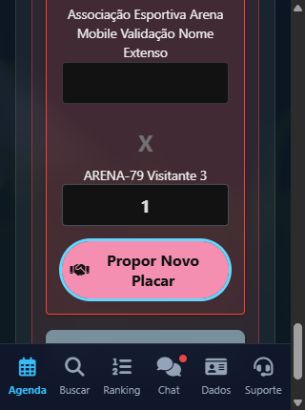 Associação Esportiva Arena
Mobile Validação Nome
Extenso
X
ARENA-79 Visitante 3
1
Propor Novo
Placar
Agenda
Buscar
Ranking
Chat
Dados
Suporte